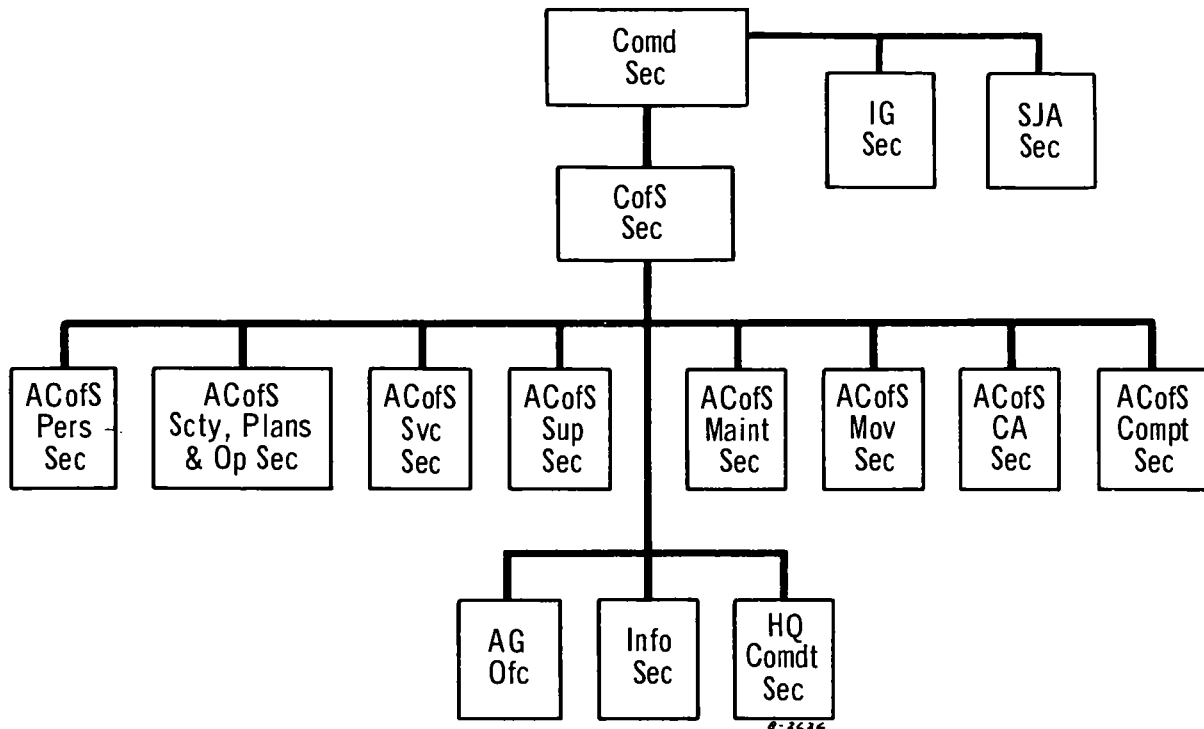 Comd
Sec
IG
Sec
SJA
Sec
CofS
Sec
ACofS
Pers
Sec
ACofS
Scty, Plans
& Op Sec
ACofS
Svc
Sec
ACofS
Sup
Sec
ACofS
Maint
Sec
ACofS
Mov
Sec
ACofS
CA
Sec
ACofS
Compt
Sec
AG
Ofc
Info
Sec
HQ
Comdt
Sec